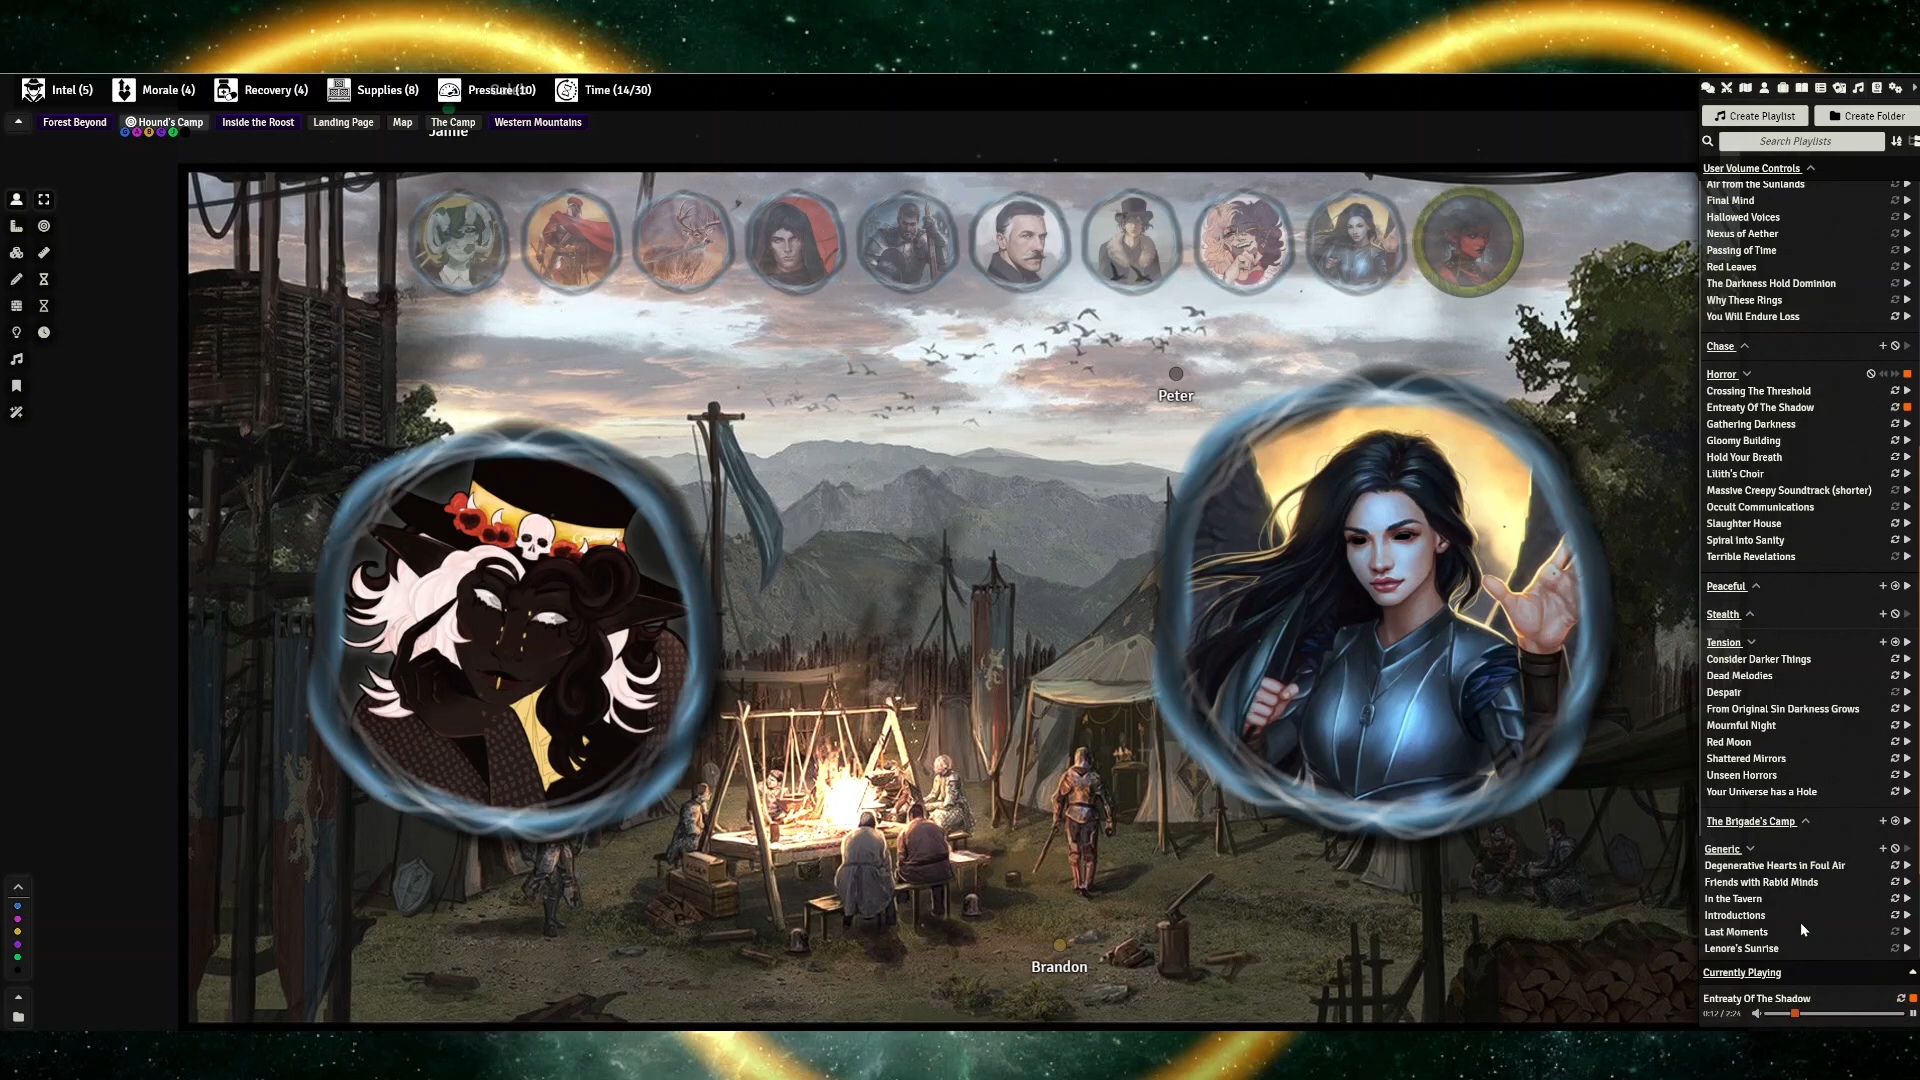 Intel (5)
Morale (4)
Recovery (4)
Supplies (8)
Pressure (10)
Time (14/30)
Forest Beyond
Hound's Camp
Inside the Roost
Landing Page
Map
The Camp
Western Mountains
G A B C J
Jamie
Peter
Brandon
Create Playlist
Create Folder
Search Playlists
User Volume Controls
Air from the Sunlands
Final Mind
Hallowed Voices
Nexus of Aether
Passing of Time
Red Leaves
The Darkness Hold Dominion
Why These Rings
You Will Endure Loss
Chase
Horror
Crossing The Threshold
Entreaty Of The Shadow
Gathering Darkness
Gloomy Building
Hold Your Breath
Lilith's Choir
Massive Creepy Soundtrack (shorter)
Occult Communications
Slaughter House
Spiral into Sanity
Terrible Revelations
Peaceful
Stealth
Tension
Consider Darker Things
Dead Melodies
Despair
From Original Sin Darkness Grows
Mournful Night
Red Moon
Shattered Mirrors
Unseen Horrors
Your Universe has a Hole
The Brigade's Camp
Generic
Degenerative Hearts in Foul Air
Friends with Rabid Minds
In the Tavern
Introductions
Last Moments
Lenore's Sunrise
Currently Playing
Entreaty Of The Shadow
0:12 / 2:24